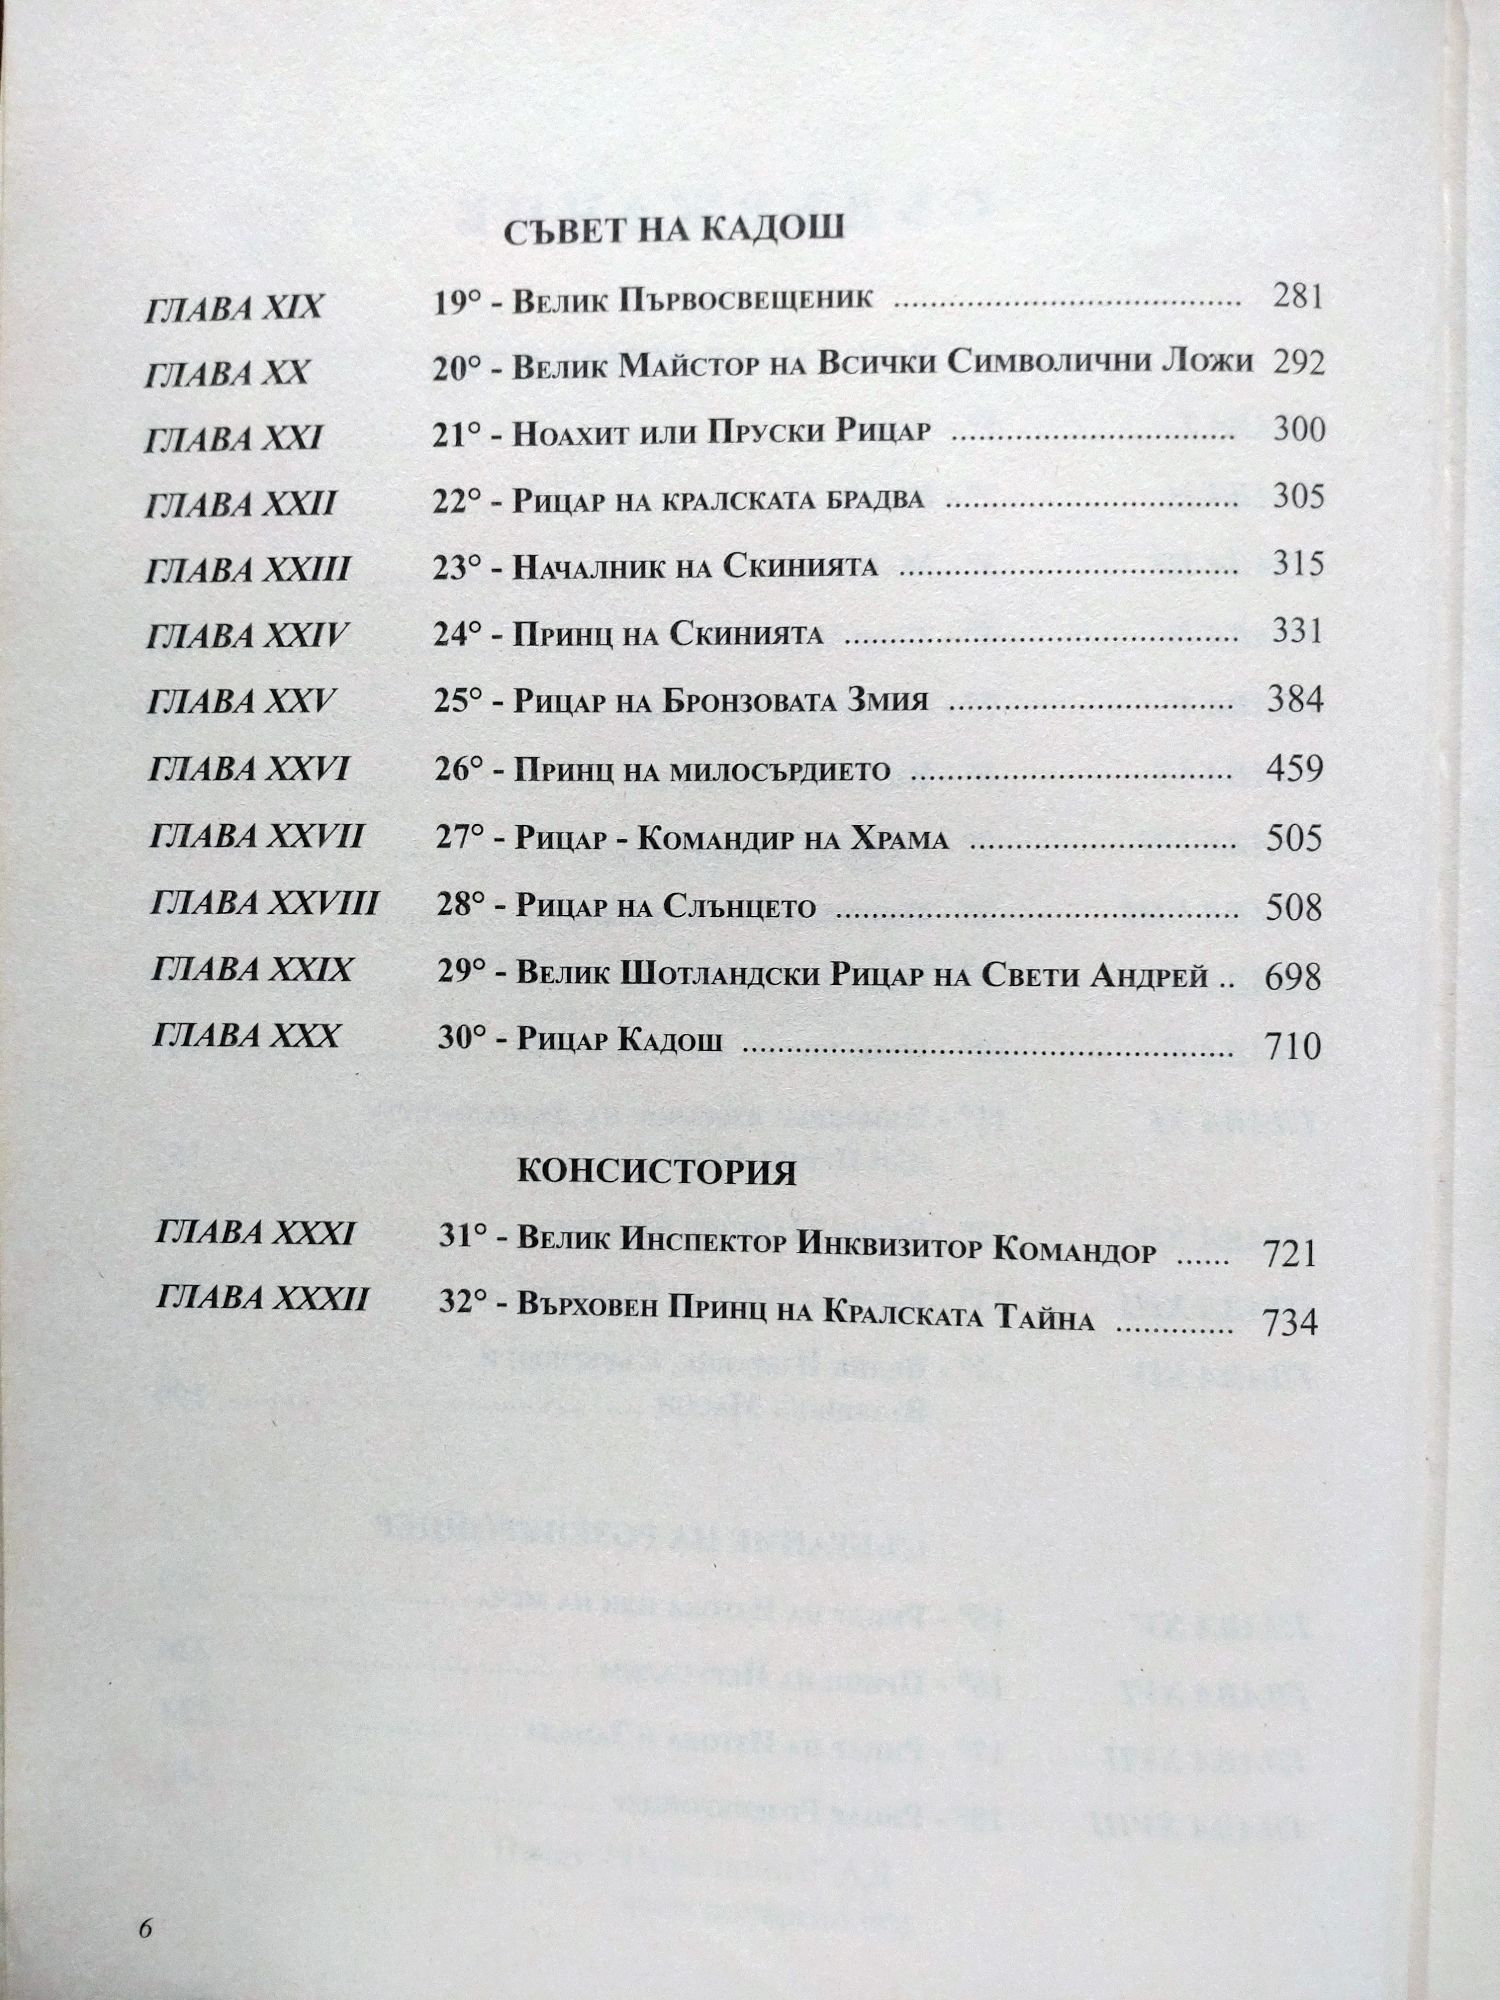 СЪВЕТ НА КАДОШ
ГЛАВА XIX 19° - Велик Първосвещеник ........................................ 281
ГЛАВА XX 20° - Велик Майстор на Всички Символични Ложи 292
ГЛАВА XXI 21° - Ноахит или Пруски Рицар ................................ 300
ГЛАВА XXII 22° - Рицар на кралската брадва ................................. 305
ГЛАВА XXIII 23° - Началник на Скинията ...................................... 315
ГЛАВА XXIV 24° - Принц на Скинията ............................................ 331
ГЛАВА XXV 25° - Рицар на Бронзовата Змия ................................ 384
ГЛАВА XXVI 26° - Принц на милосърдието .................................... 459
ГЛАВА XXVII 27° - Рицар - Командир на Храма .............................. 505
ГЛАВА XXVIII 28° - Рицар на Слънцето ............................................. 508
ГЛАВА XXIX 29° - Велик Шотландски Рицар на Свети Андрей .. 698
ГЛАВА XXX 30° - Рицар Кадош ....................................................... 710
КОНСИСТОРИЯ
ГЛАВА XXXI 31° - Велик Инспектор Инквизитор Командор ...... 721
ГЛАВА XXXII 32° - Върховен Принц на Кралската Тайна ............. 734
6